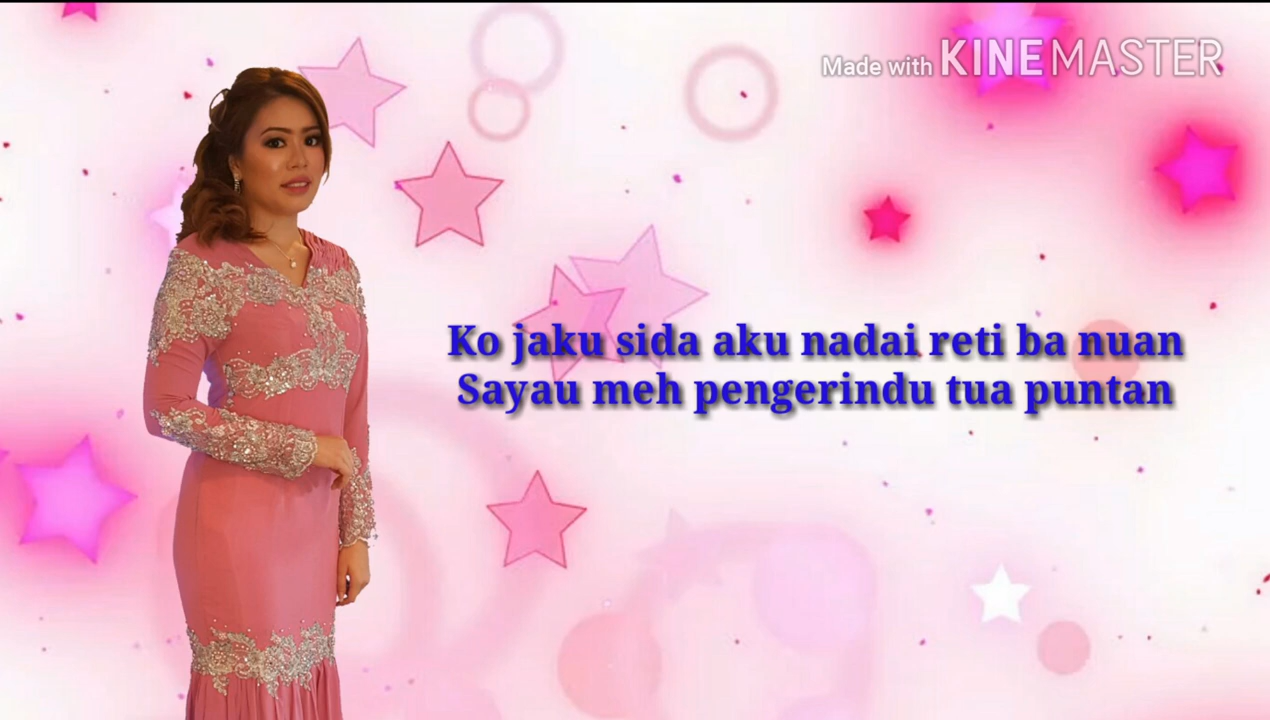 Made with KINEMASTER
Ko jaku sida aku nadai reti ba nuan
Sayau meh pengerindu tua puntan